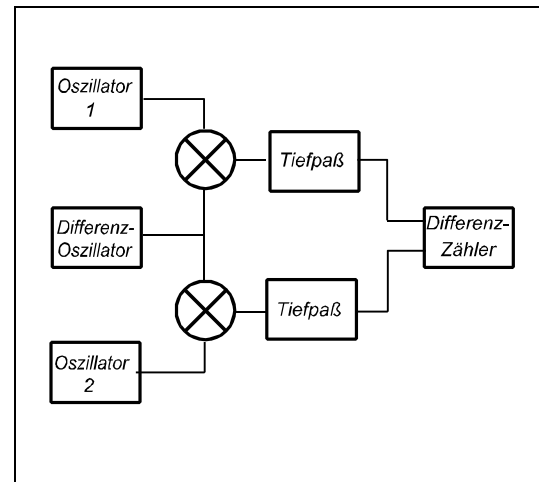 Oszillator
1
Tiefpaß
Differenz-
Oszillator
Differenz-
Zähler
Tiefpaß
Oszillator
2